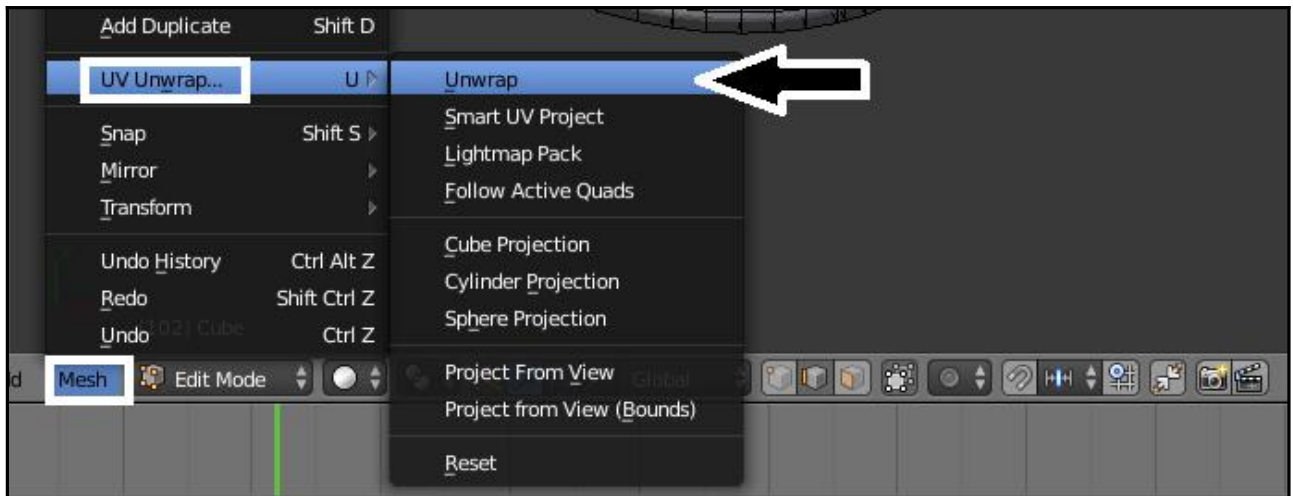 Add Duplicate Shift D
UV Unwrap... U
Snap Shift S
Mirror
Transform
Undo History Ctrl Alt Z
Redo Shift Ctrl Z
(102) Cube
Undo Ctrl Z
Unwrap
Smart UV Project
Lightmap Pack
Follow Active Quads
Cube Projection
Cylinder Projection
Sphere Projection
Project From View
Project from View (Bounds)
Reset
Mesh Edit Mode Global